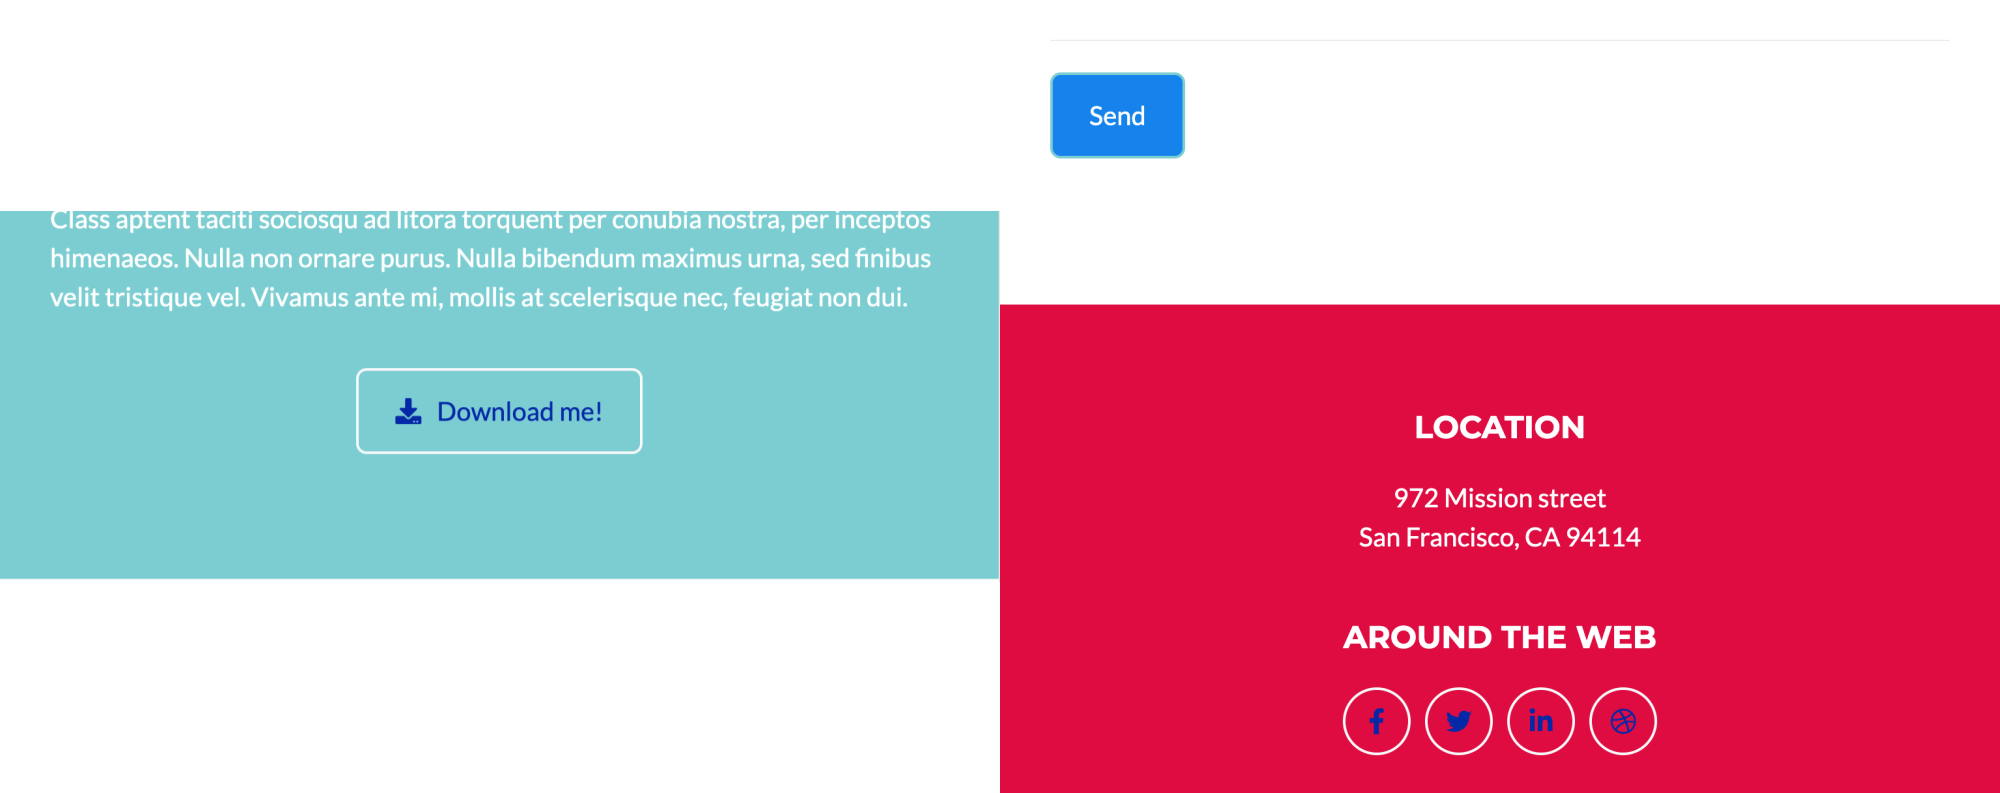 Send
Class aptent taciti sociosqu ad litora torquent per conubia nostra, per inceptos
himenaeos. Nulla non ornare purus. Nulla bibendum maximus urna, sed finibus
velit tristique vel. Vivamus ante mi, mollis at scelerisque nec, feugiat non dui.
Download me!
LOCATION
972 Mission street
San Francisco, CA 94114
AROUND THE WEB